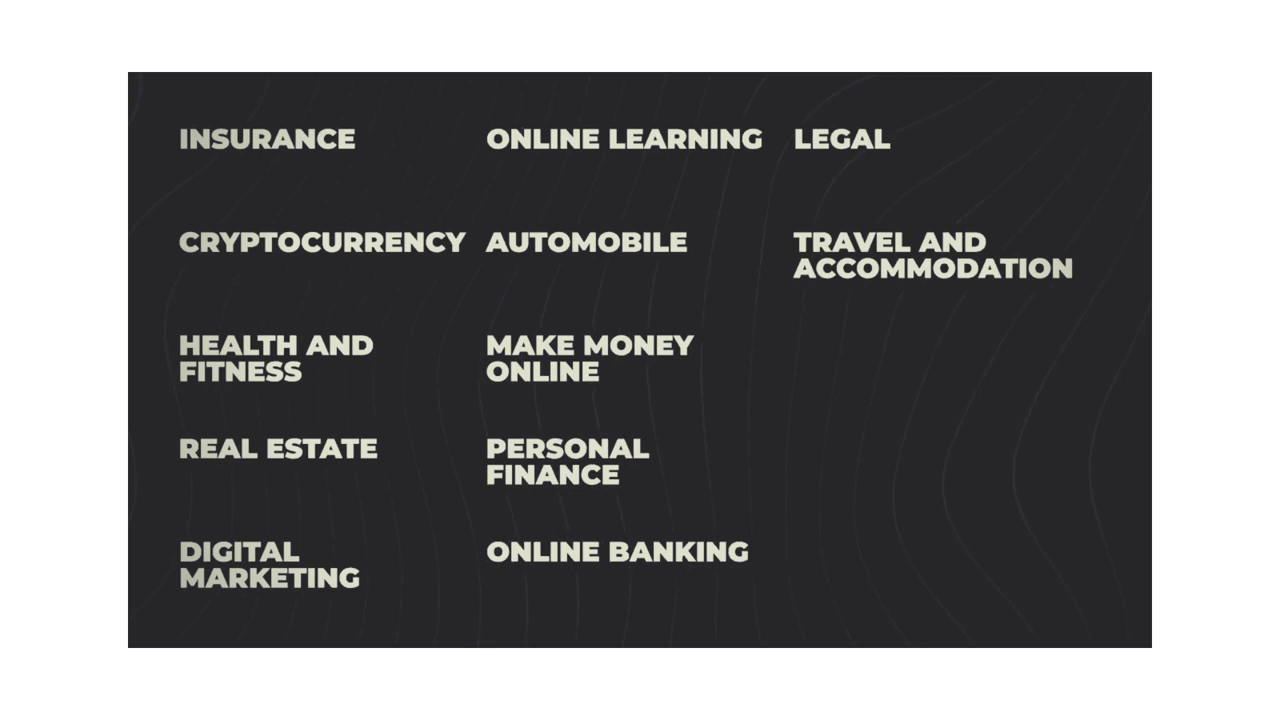 INSURANCE
CRYPTOCURRENCY
HEALTH AND
FITNESS
REAL ESTATE
DIGITAL
MARKETING
ONLINE LEARNING
AUTOMOBILE
MAKE MONEY
ONLINE
PERSONAL
FINANCE
ONLINE BANKING
LEGAL
TRAVEL AND
ACCOMMODATION